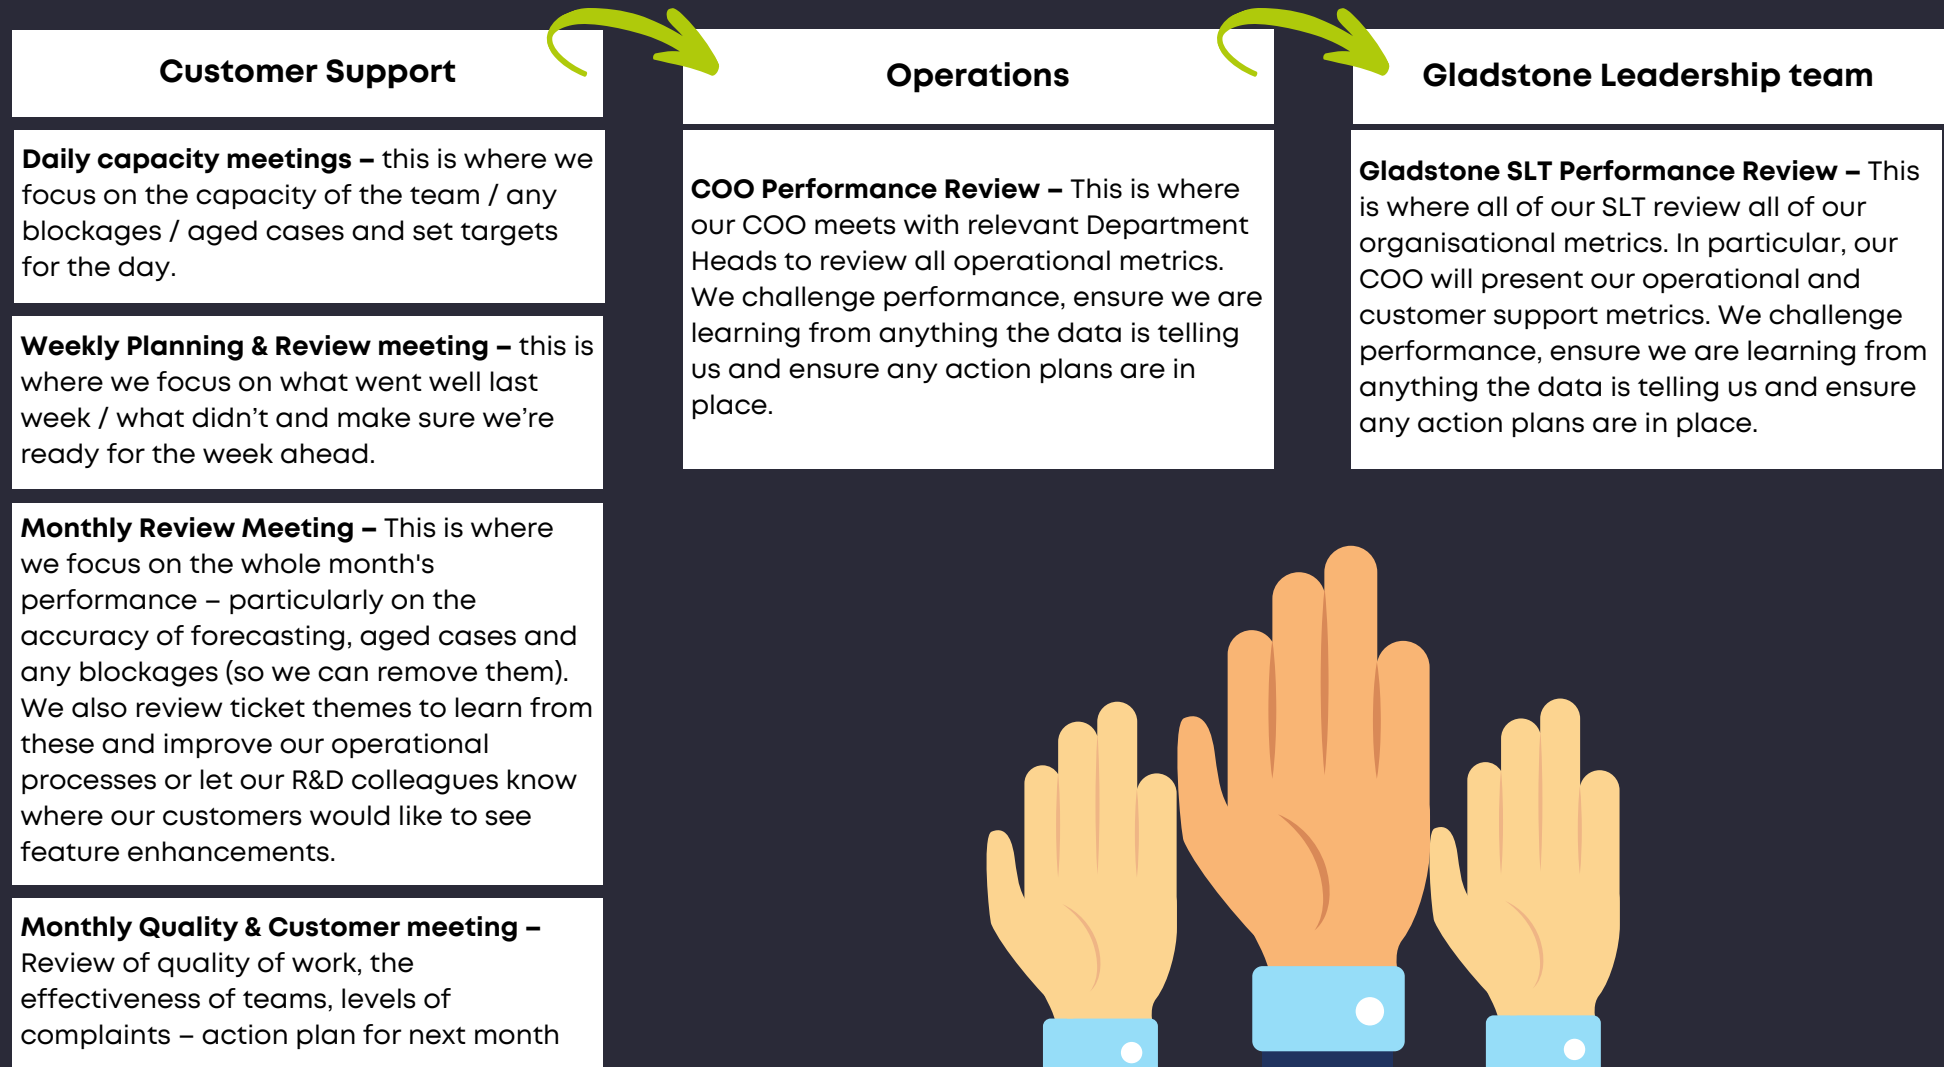 Customer Support
Daily capacity meetings – this is where we
focus on the capacity of the team / any
blockages / aged cases and set targets
for the day.
Weekly Planning & Review meeting – this is
where we focus on what went well last
week / what didn’t and make sure we’re
ready for the week ahead.
Monthly Review Meeting – This is where
we focus on the whole month's
performance – particularly on the
accuracy of forecasting, aged cases and
any blockages (so we can remove them).
We also review ticket themes to learn from
these and improve our operational
processes or let our R&D colleagues know
where our customers would like to see
feature enhancements.
Monthly Quality & Customer meeting –
Review of quality of work, the
effectiveness of teams, levels of
complaints – action plan for next month
Operations
COO Performance Review – This is where
our COO meets with relevant Department
Heads to review all operational metrics.
We challenge performance, ensure we are
learning from anything the data is telling
us and ensure any action plans are in
place.
Gladstone Leadership team
Gladstone SLT Performance Review – This
is where all of our SLT review all of our
organisational metrics. In particular, our
COO will present our operational and
customer support metrics. We challenge
performance, ensure we are learning from
anything the data is telling us and ensure
any action plans are in place.